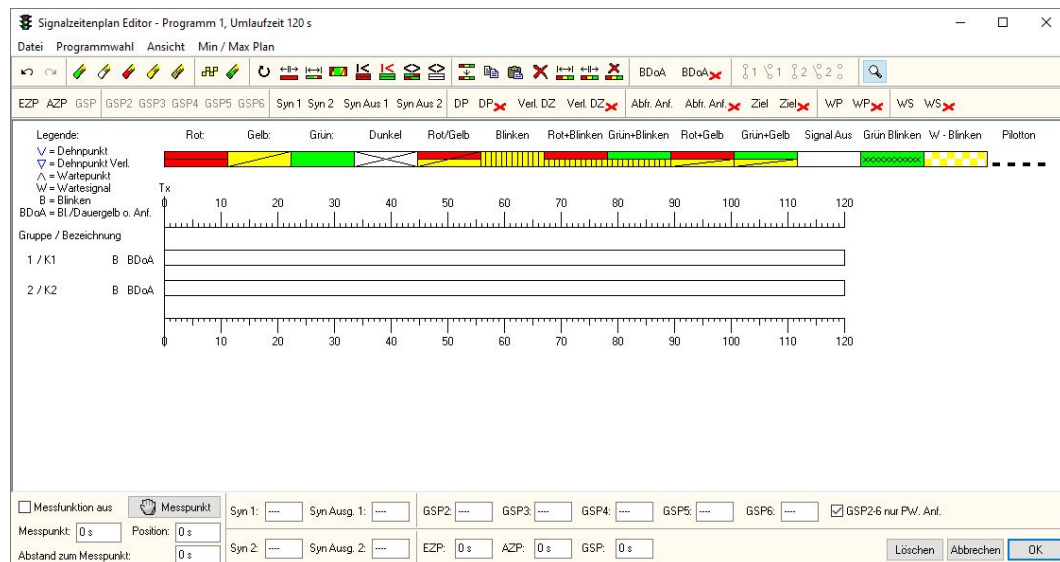 Signalzeitenplan Editor - Programm 1, Umlaufzeit 120 s
Datei Programmwahl Ansicht Min / Max Plan
BDoA BDoA 1 1 2 2
EZP AZP GSP GSP2 GSP3 GSP4 GSP5 GSP6 Syn 1 Syn 2 Syn Aus 1 Syn Aus 2 DP DP Verl. DZ Verl. DZ Abfr. Anf. Abfr. Anf. Ziel Ziel WP WP WS WS
Legende: Rot: Gelb: Grün: Dunkel Rot/Gelb Blinken Rot+Blinken Grün+Blinken Rot+Gelb Grün+Gelb Signal Aus Grün Blinken W - Blinken Pilotton
V = Dehnpunkt
∇ = Dehnpunkt Verl.
Λ = Wartepunkt
W = Wartesignal
B = Blinken
BDoA = Bl./Dauergelb o. Anf.
Tx
0 10 20 30 40 50 60 70 80 90 100 110 120
Gruppe / Bezeichnung
1 / K1 B BDoA
2 / K2 B BDoA
0 10 20 30 40 50 60 70 80 90 100 110 120
Messfunktion aus Messpunkt Syn 1: ---- Syn Ausg. 1: ---- GSP2: ---- GSP3: ---- GSP4: ---- GSP5: ---- GSP6: ---- GSP2-6 nur PW. Anf.
Messpunkt: 0 s Position: 0 s
Abstand zum Messpunkt: 0 s Syn 2: ---- Syn Ausg. 2: ---- EZP: 0 s AZP: 0 s GSP: 0 s Löschen Abbrechen OK